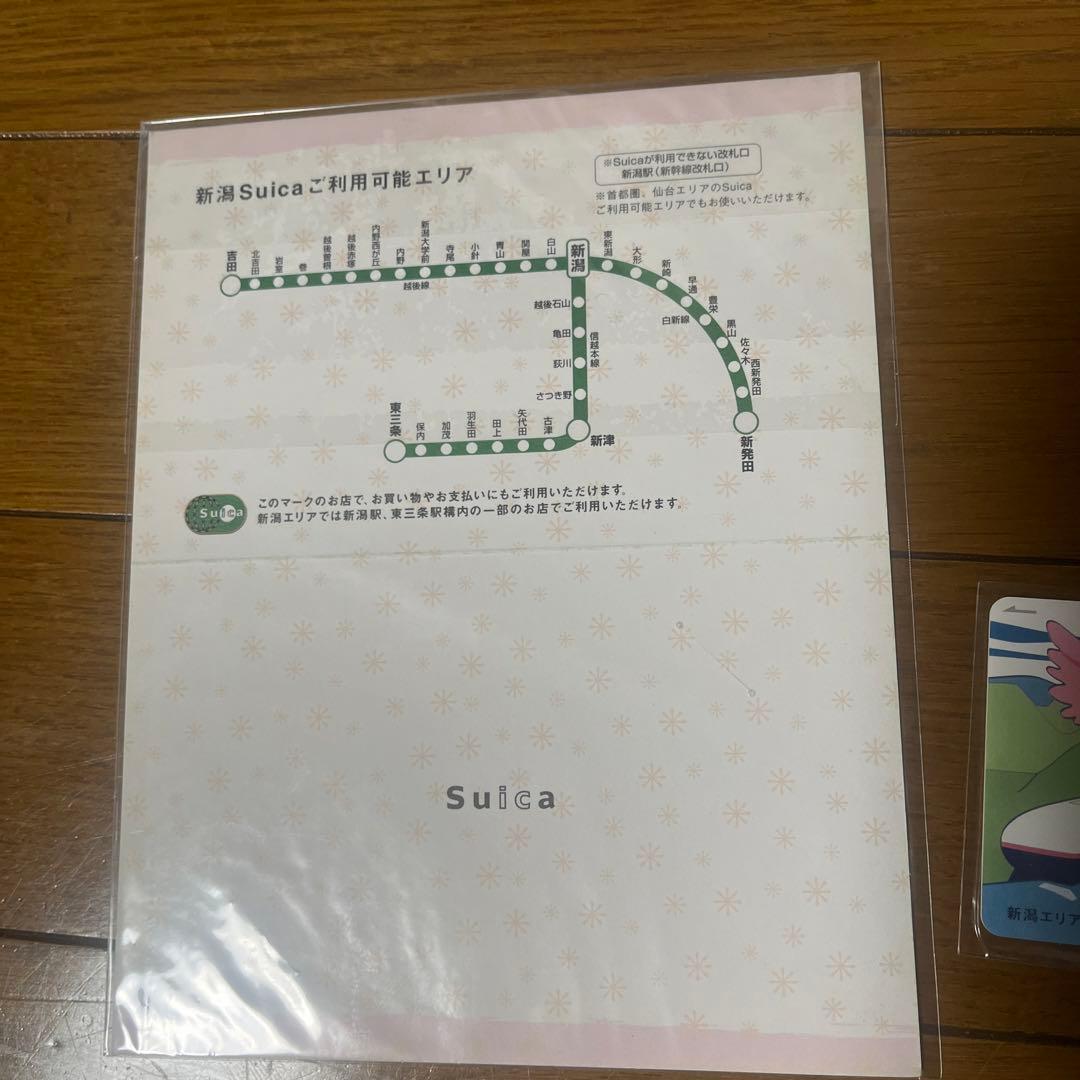 新潟Suicaご利用可能エリア
※Suicaが利用できない改札口
新潟駅(新幹線改札口)
※首都圏、仙台エリアのSuica
ご利用可能エリアでもお使いいただけます。
吉田
北吉田
岩室
巻
越後曽根
越後赤塚
内野西が丘
内野
新潟大学前
寺尾
小針
青山
関屋
白山
新潟
東新潟
大形
新崎
早通
豊栄
黒山
佐々木
西新発田
新発田
越後線
白新線
越後石山
亀田
荻川
さつき野
信越本線
新津
東三条
保内
加茂
羽生田
田上
矢代田
古津
Suica
このマークのお店で、お買い物やお支払いにもご利用いただけます。
新潟エリアでは新潟駅、東三条駅構内の一部のお店でご利用いただけます。
Suica
新潟エリア